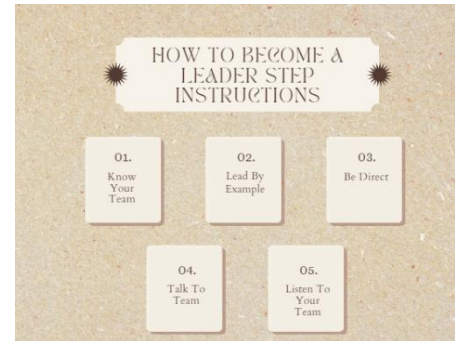 HOW TO BECOME A
LEADER STEP
INSTRUCTIONS
01.
Know
Your
Team
02.
Lead By
Example
03.
Be Direct
04.
Talk To
Team
05.
Listen To
Your
Team